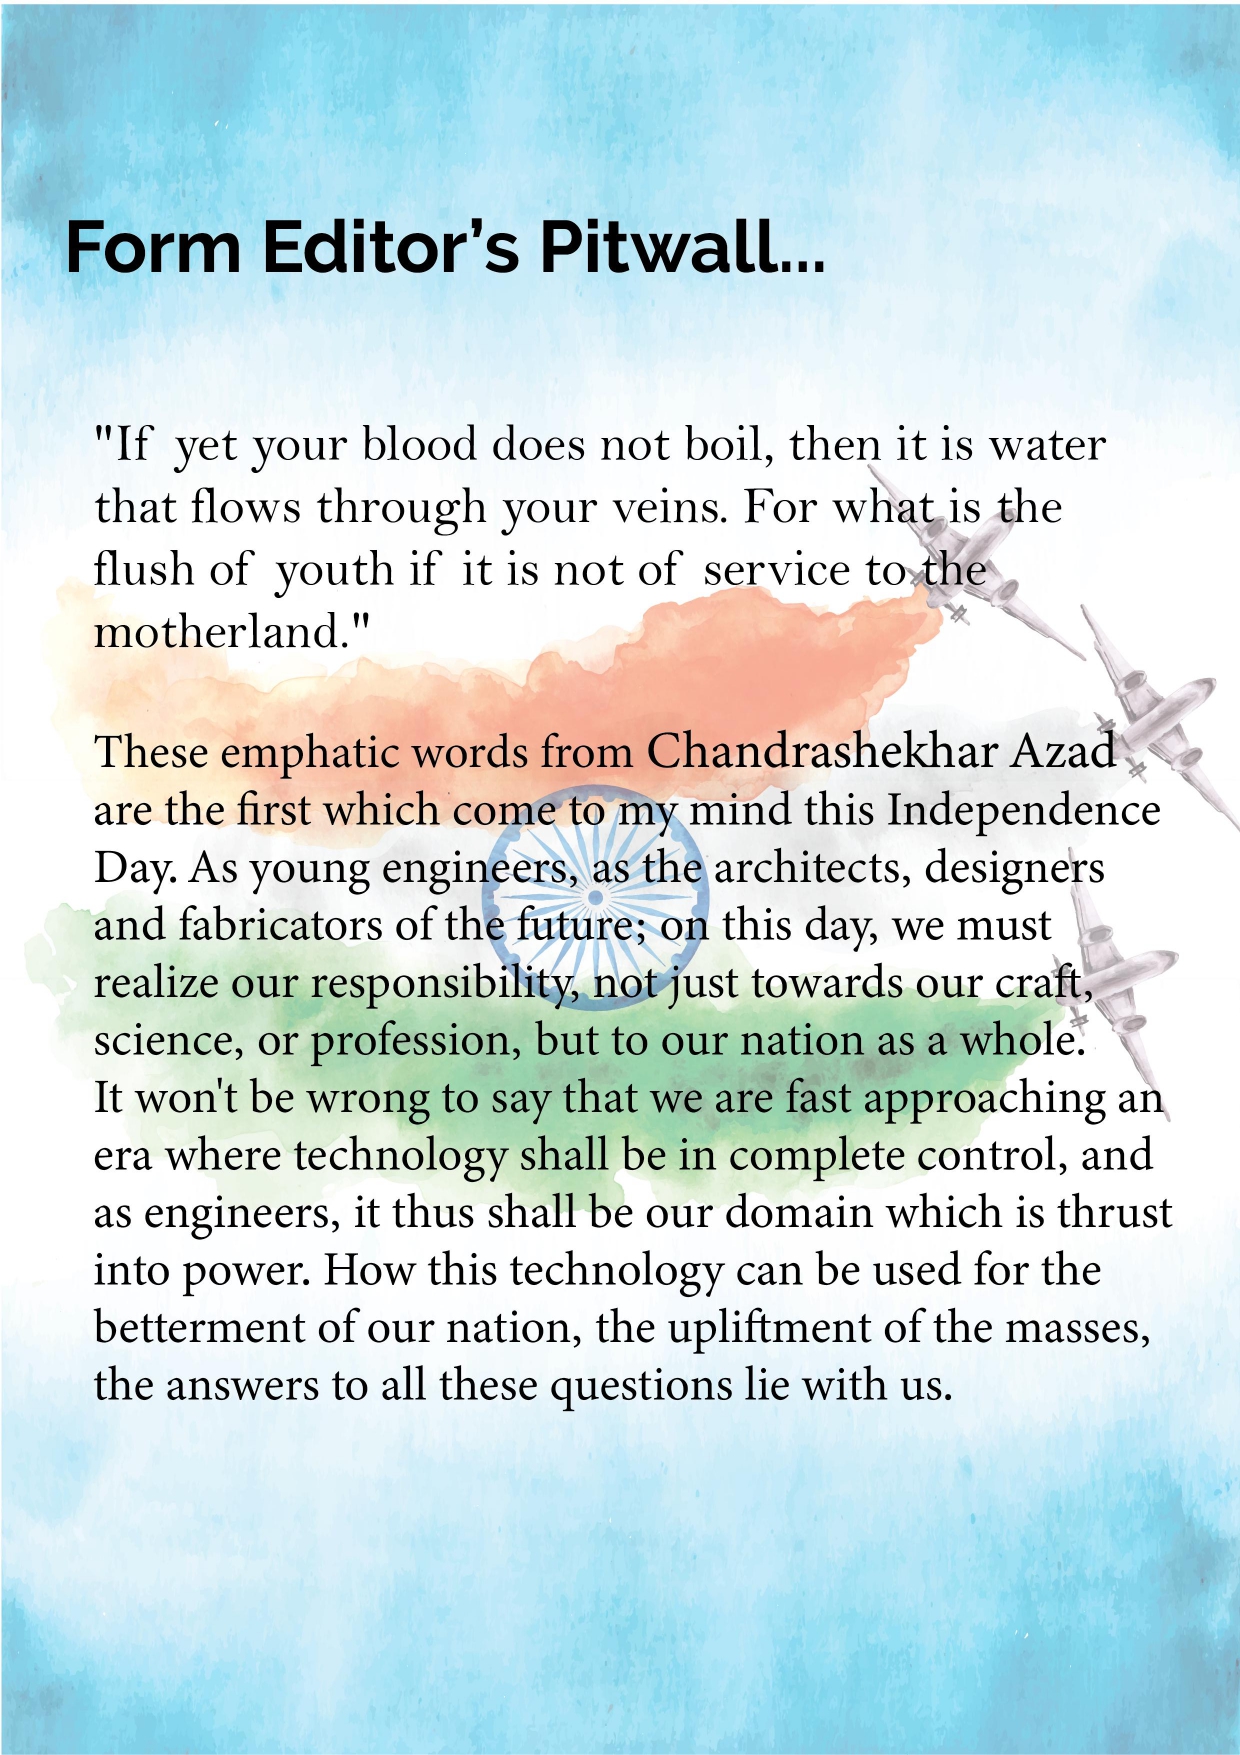 Form Editor’s Pitwall...
"If yet your blood does not boil, then it is water
that flows through your veins. For what is the
flush of youth if it is not of service to the
motherland."
These emphatic words from Chandrashekhar Azad
are the first which come to my mind this Independence
Day. As young engineers, as the architects, designers
and fabricators of the future; on this day, we must
realize our responsibility, not just towards our craft,
science, or profession, but to our nation as a whole.
It won't be wrong to say that we are fast approaching an
era where technology shall be in complete control, and
as engineers, it thus shall be our domain which is thrust
into power. How this technology can be used for the
betterment of our nation, the upliftment of the masses,
the answers to all these questions lie with us.